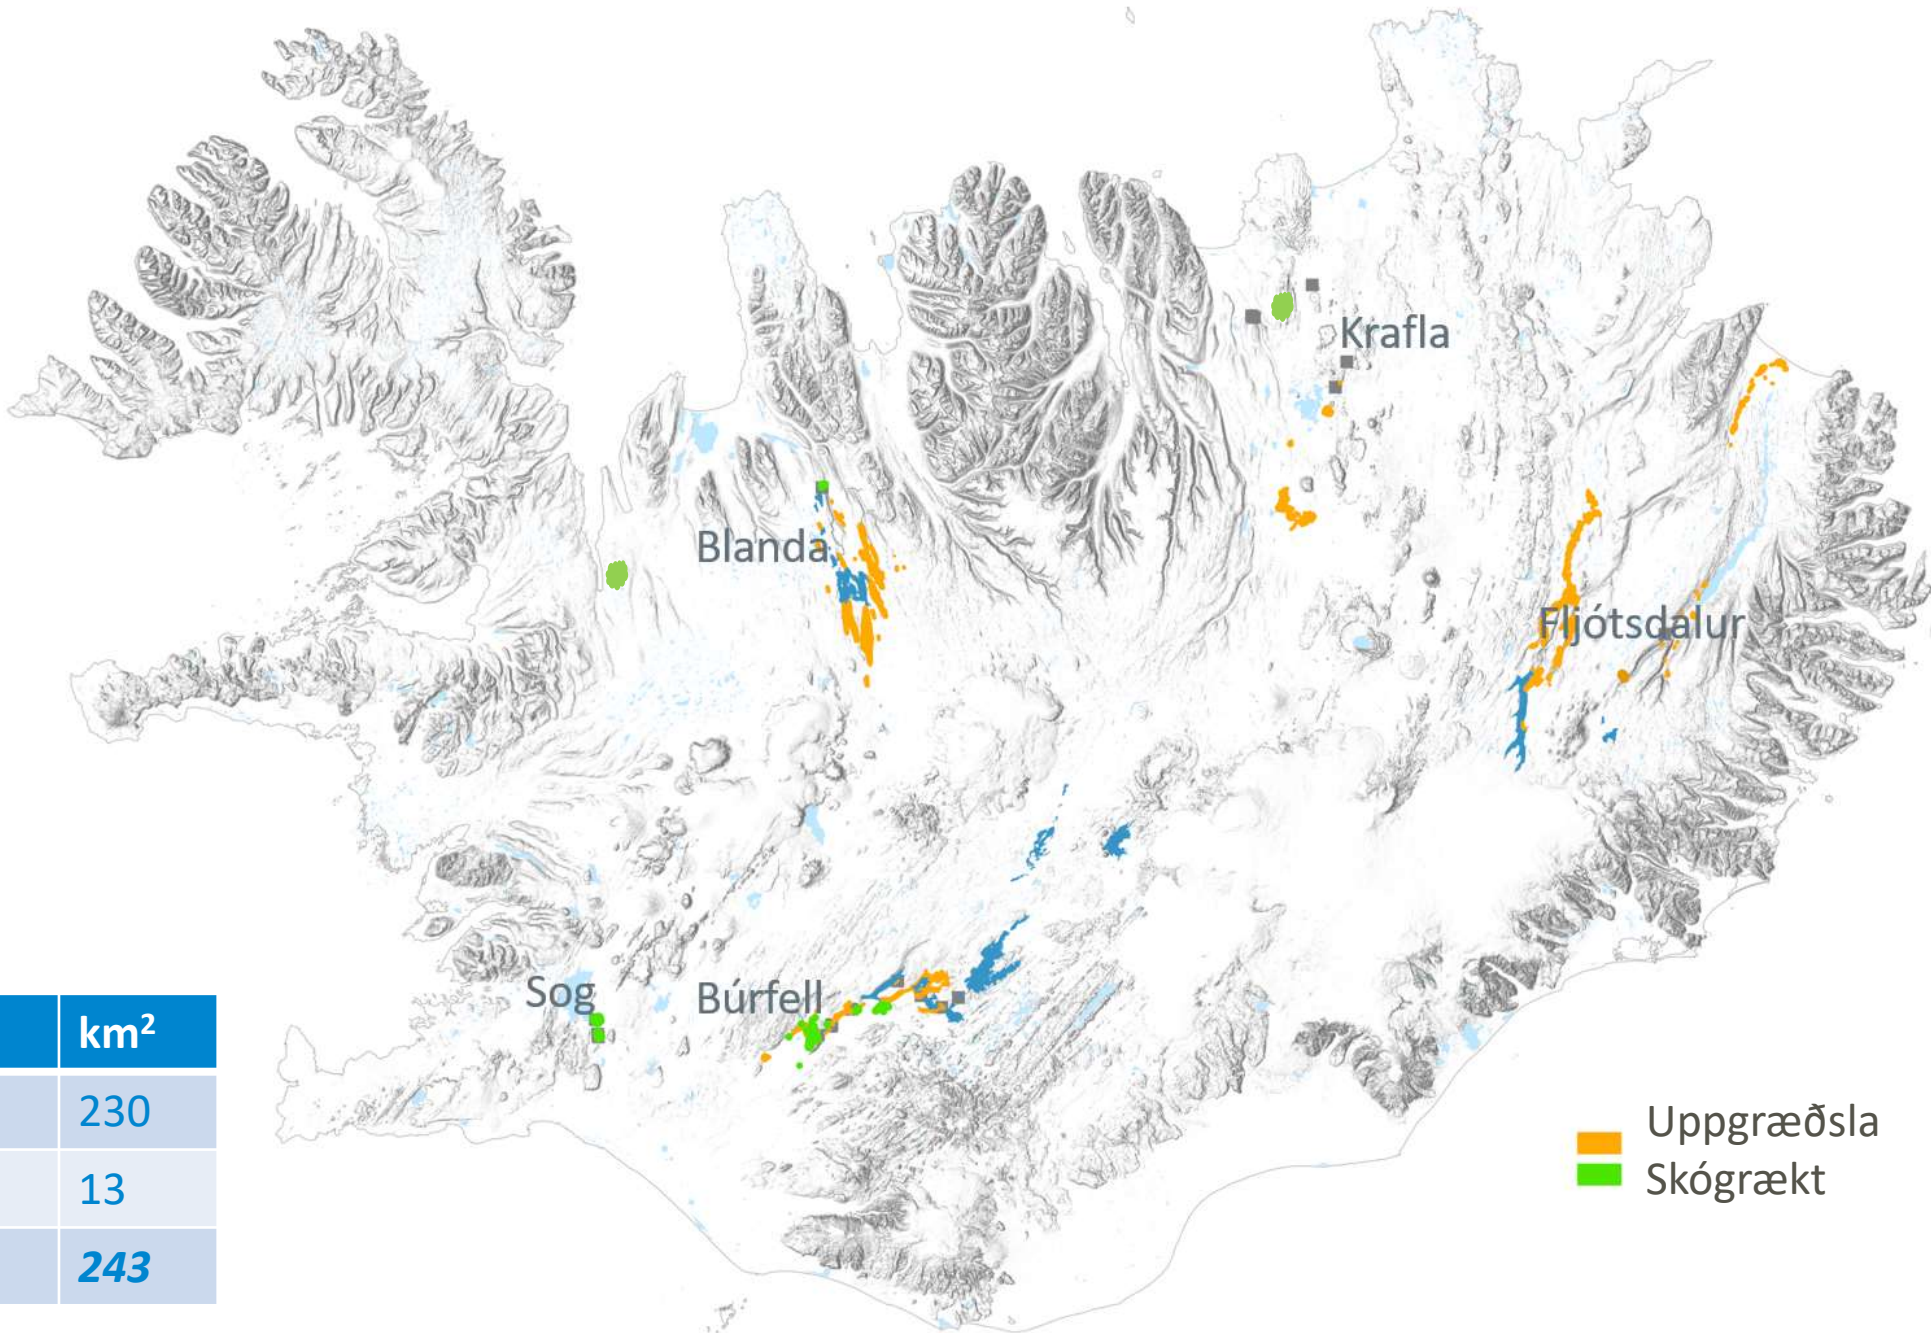 Krafla
Blanda
Fljótsdalur
Sog
Búrfell
km²
230
13
243
Uppgræðsla
Skógrækt